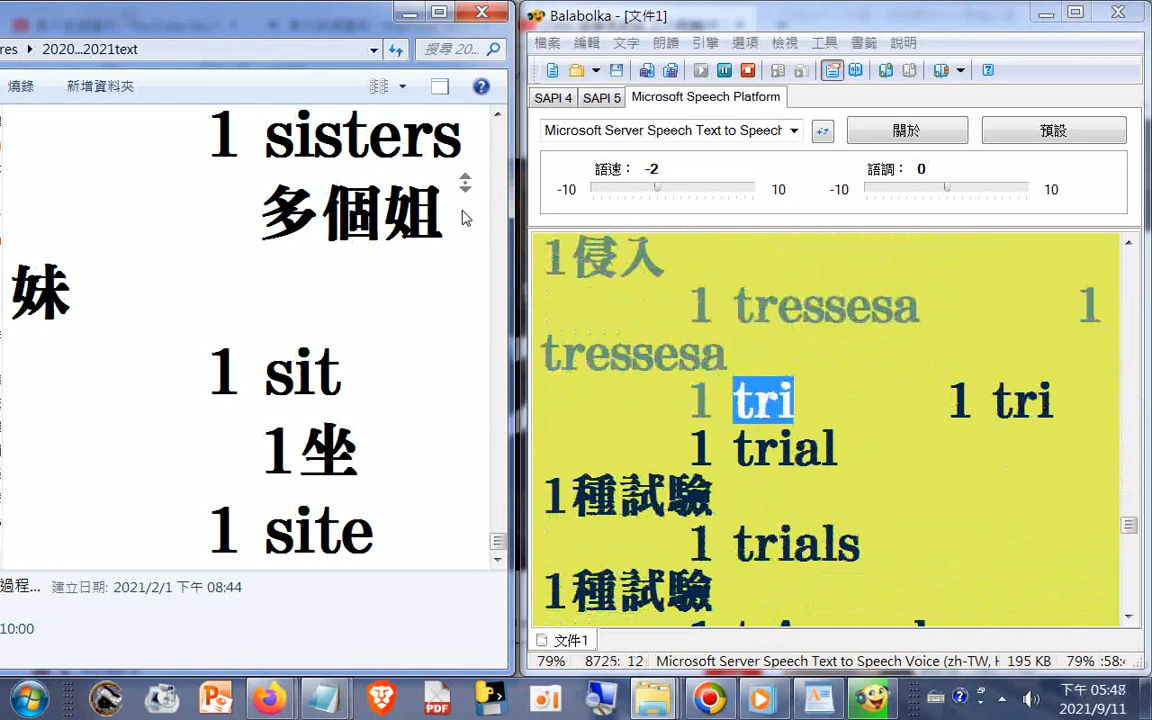 res ▸ 2020...2021text
搜尋 20...
燒錄 新增資料夾
1 sisters
多個姐
妹
1 sit
1坐
1 site
過程... 建立日期: 2021/2/1 下午 08:44
10:00
Balabolka - [文件1]
檔案 編輯 文字 朗讀 引擎 選項 檢視 工具 書籤 說明
SAPI 4 SAPI 5 Microsoft Speech Platform
Microsoft Server Speech Text to Speech
關於 預設
語速： -2 語調： 0
-10 10 -10 10
1侵入
1 tressesa 1
tressesa
1 tri 1 tri
1 trial
1種試驗
1 trials
1種試驗
文件1
79% 8725: 12: Microsoft Server Speech Text to Speech Voice (zh-TW, H 195 KB 79% :58:
下午 05:48
2021/9/11